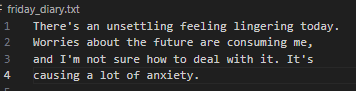 friday_diary.txt
1 There's an unsettling feeling lingering today.
2 Worries about the future are consuming me,
3 and I'm not sure how to deal with it. It's
4 causing a lot of anxiety.